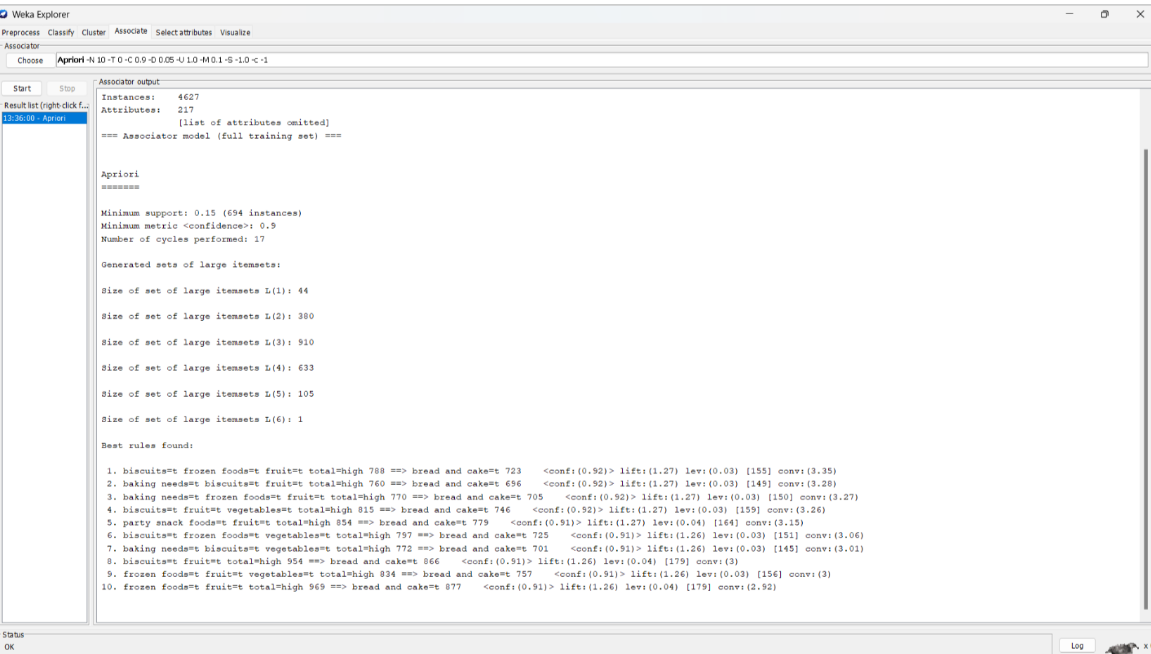 Weka Explorer
Preprocess Classify Cluster Associate Select attributes Visualize
Associator
Choose Apriori -N 10 -T 0 -C 0.9 -D 0.05 -U 1.0 -M 0.1 -S -1.0 -c -1
Start Stop
Result list (right-click f...
13:36:00 - Apriori
Associator output
Instances: 4627
Attributes: 217
[list of attributes omitted]
=== Associator model (full training set) ===
Apriori
=======
Minimum support: 0.15 (694 instances)
Minimum metric <confidence>: 0.9
Number of cycles performed: 17
Generated sets of large itemsets:
Size of set of large itemsets L(1): 44
Size of set of large itemsets L(2): 380
Size of set of large itemsets L(3): 910
Size of set of large itemsets L(4): 633
Size of set of large itemsets L(5): 105
Size of set of large itemsets L(6): 1
Best rules found:
1. biscuits=t frozen foods=t fruit=t total=high 788 ==> bread and cake=t 723 <conf:(0.92)> lift:(1.27) lev:(0.03) [155] conv:(3.35)
2. baking needs=t biscuits=t fruit=t total=high 760 ==> bread and cake=t 696 <conf:(0.92)> lift:(1.27) lev:(0.03) [149] conv:(3.28)
3. baking needs=t frozen foods=t fruit=t total=high 770 ==> bread and cake=t 705 <conf:(0.92)> lift:(1.27) lev:(0.03) [150] conv:(3.27)
4. biscuits=t fruit=t vegetables=t total=high 815 ==> bread and cake=t 746 <conf:(0.92)> lift:(1.27) lev:(0.03) [159] conv:(3.26)
5. party snack foods=t fruit=t total=high 854 ==> bread and cake=t 779 <conf:(0.91)> lift:(1.27) lev:(0.04) [164] conv:(3.15)
6. biscuits=t frozen foods=t vegetables=t total=high 797 ==> bread and cake=t 725 <conf:(0.91)> lift:(1.26) lev:(0.03) [151] conv:(3.06)
7. baking needs=t biscuits=t vegetables=t total=high 772 ==> bread and cake=t 701 <conf:(0.91)> lift:(1.26) lev:(0.03) [145] conv:(3.01)
8. biscuits=t fruit=t total=high 954 ==> bread and cake=t 866 <conf:(0.91)> lift:(1.26) lev:(0.04) [179] conv:(3)
9. frozen foods=t fruit=t vegetables=t total=high 834 ==> bread and cake=t 757 <conf:(0.91)> lift:(1.26) lev:(0.03) [156] conv:(3)
10. frozen foods=t fruit=t total=high 969 ==> bread and cake=t 877 <conf:(0.91)> lift:(1.26) lev:(0.04) [179] conv:(2.92)
Status
OK
Log
x